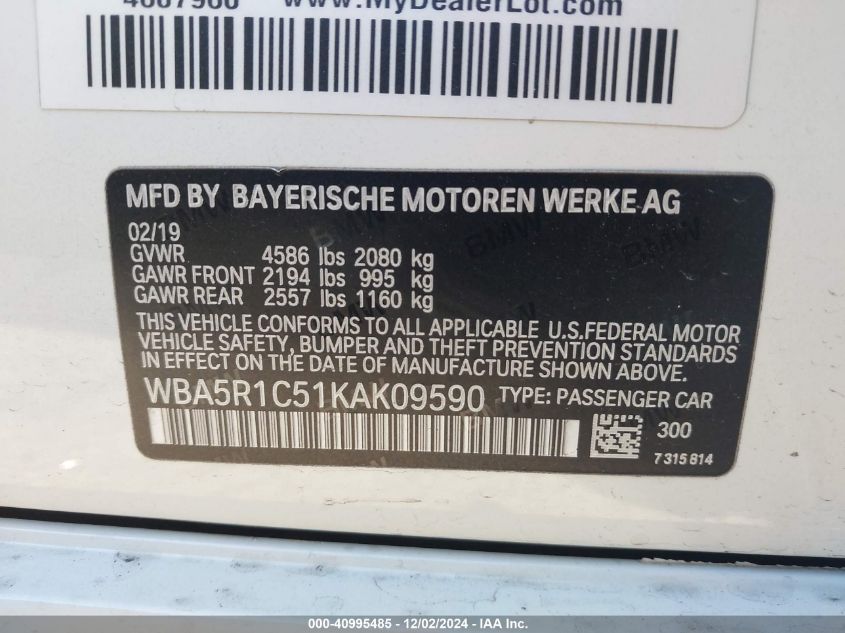 www.MyDealerLot.com
MFD BY BAYERISCHE MOTOREN WERKE AG
02/19
GVWR 4586 lbs 2080 kg
GAWR FRONT 2194 lbs 995 kg
GAWR REAR 2557 lbs 1160 kg
THIS VEHICLE CONFORMS TO ALL APPLICABLE U.S.FEDERAL MOTOR
VEHICLE SAFETY, BUMPER AND THEFT PREVENTION STANDARDS
IN EFFECT ON THE DATE OF MANUFACTURE SHOWN ABOVE.
WBA5R1C51KAK09590 TYPE: PASSENGER CAR
300
7315814
000-40995485 - 12/02/2024 - IAA Inc.